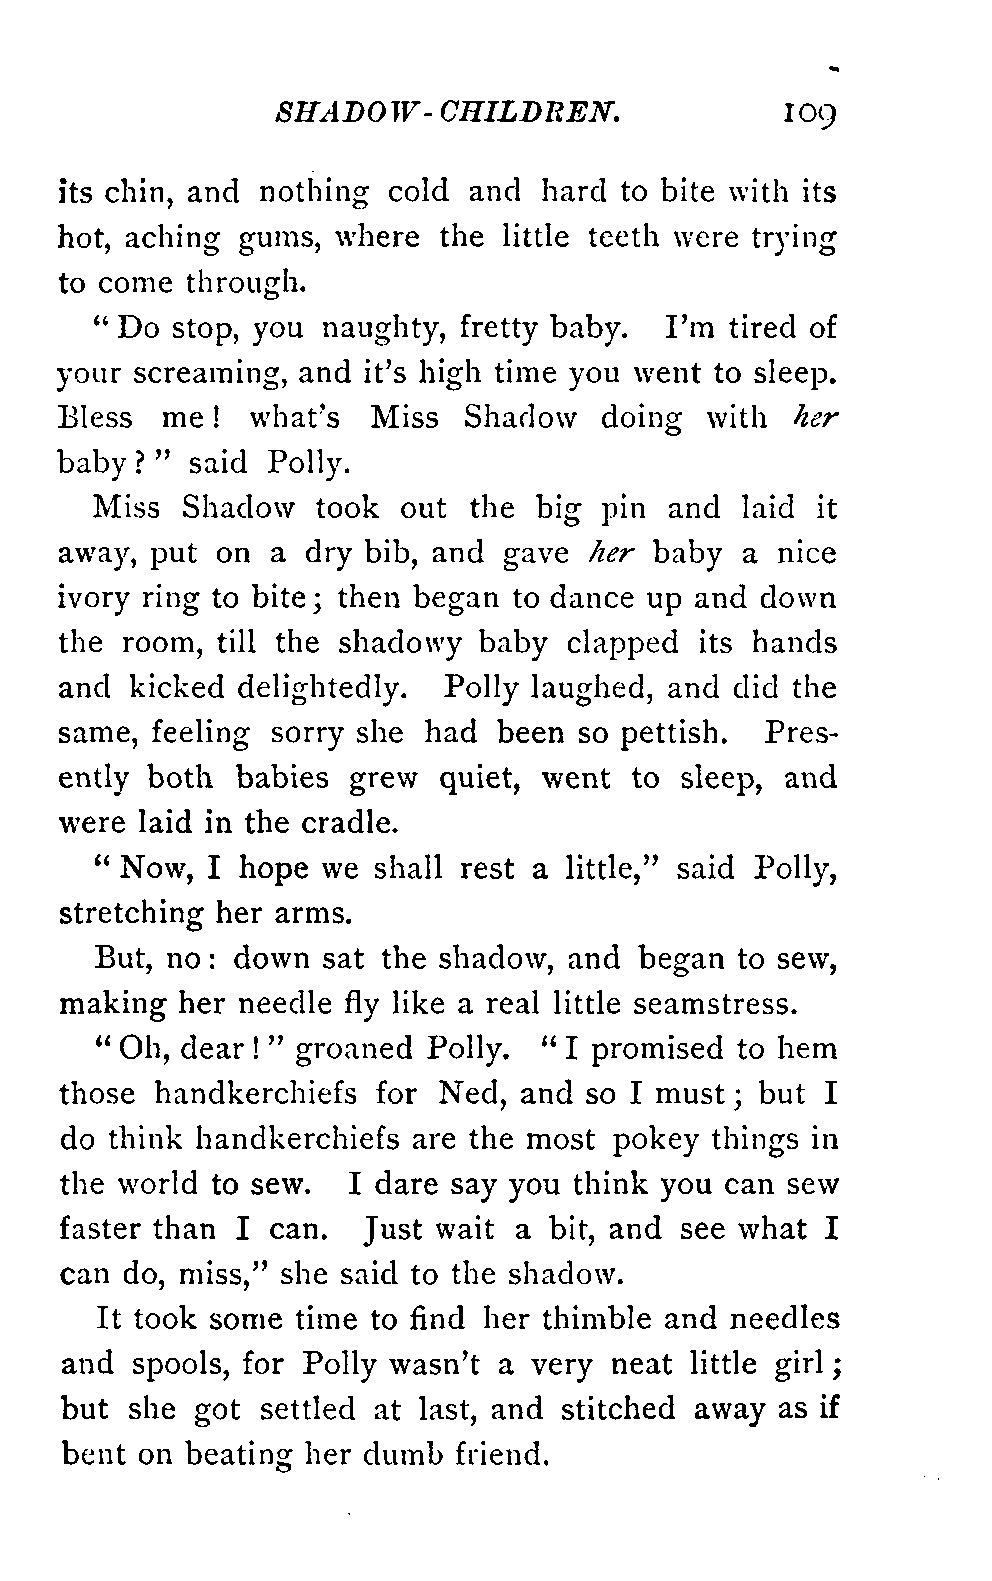 SHADOW-CHILDREN. 109
its chin, and nothing cold and hard to bite with its
hot, aching gums, where the little teeth were trying
to come through.
"Do stop, you naughty, fretty baby. I'm tired of
your screaming, and it's high time you went to sleep.
Bless me! what's Miss Shadow doing with her
baby?" said Polly.
Miss Shadow took out the big pin and laid it
away, put on a dry bib, and gave her baby a nice
ivory ring to bite; then began to dance up and down
the room, till the shadowy baby clapped its hands
and kicked delightedly. Polly laughed, and did the
same, feeling sorry she had been so pettish. Pres-
ently both babies grew quiet, went to sleep, and
were laid in the cradle.
"Now, I hope we shall rest a little," said Polly,
stretching her arms.
But, no: down sat the shadow, and began to sew,
making her needle fly like a real little seamstress.
"Oh, dear!" groaned Polly. "I promised to hem
those handkerchiefs for Ned, and so I must; but I
do think handkerchiefs are the most pokey things in
the world to sew. I dare say you think you can sew
faster than I can. Just wait a bit, and see what I
can do, miss," she said to the shadow.
It took some time to find her thimble and needles
and spools, for Polly wasn't a very neat little girl;
but she got settled at last, and stitched away as if
bent on beating her dumb friend.